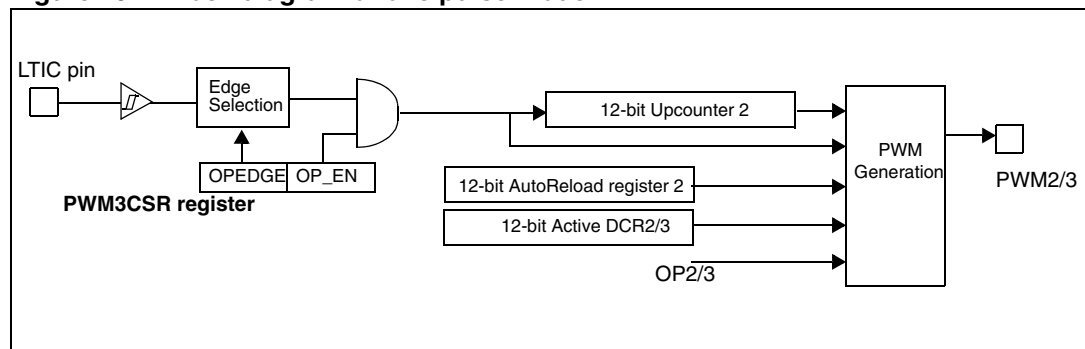 LTIC pin
Edge
Selection
12-bit Upcounter 2
PWM
Generation
OPEDGE OP_EN
PWM3CSR register
12-bit AutoReload register 2
PWM2/3
12-bit Active DCR2/3
OP2/3